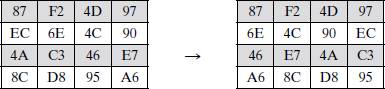 87 F2 4D 97 87 F2 4D 97
EC 6E 4C 90 6E 4C 90 EC
→
4A C3 46 E7 46 E7 4A C3
8C D8 95 A6 A6 8C D8 95